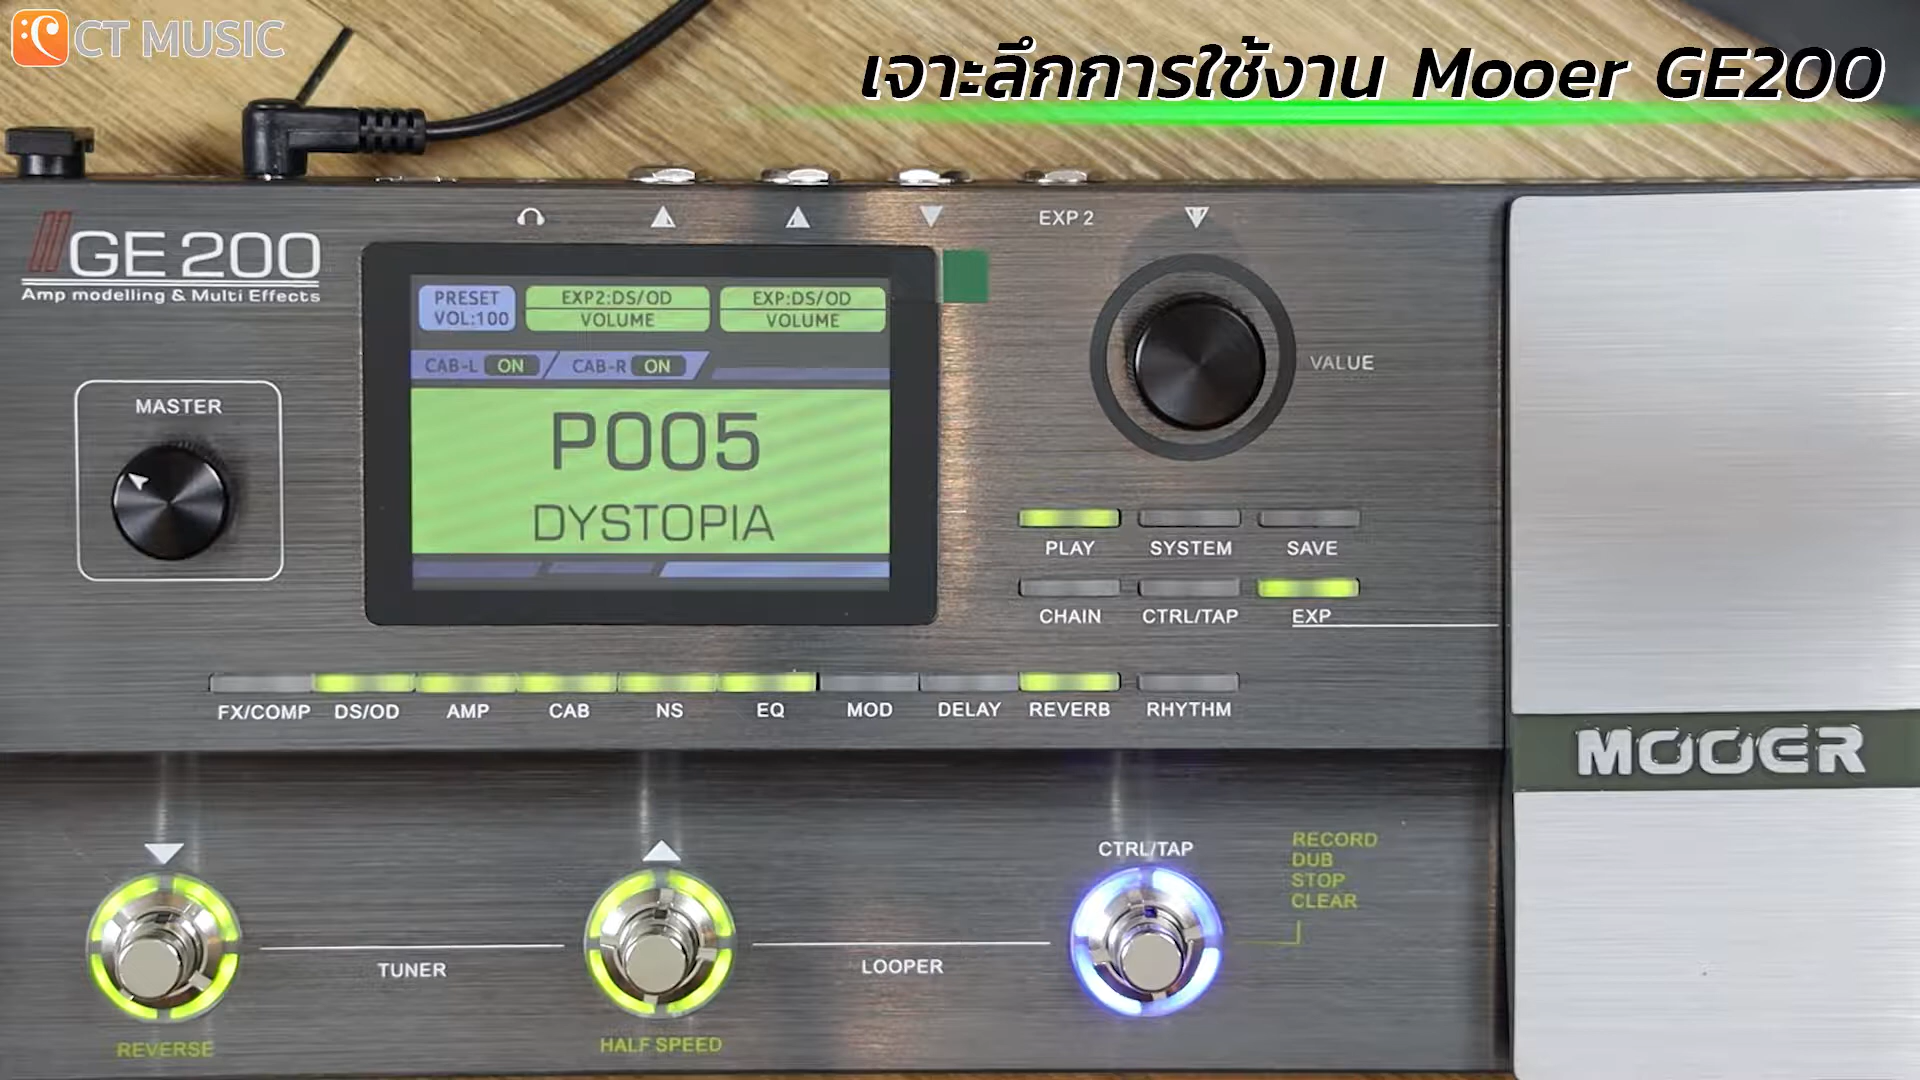 CT MUSIC
เจาะลึกการใช้งาน Mooer GE200
EXP 2
GE 200
Amp modelling & Multi Effects
PRESET
VOL:100
EXP2:DS/OD
VOLUME
EXP:DS/OD
VOLUME
CAB-L ON
CAB-R ON
P005
DYSTOPIA
MASTER
VALUE
PLAY SYSTEM SAVE
CHAIN CTRL/TAP EXP
FX/COMP DS/OD AMP CAB NS EQ MOD DELAY REVERB RHYTHM
MOOER
CTRL/TAP
RECORD
DUB
STOP
CLEAR
TUNER
LOOPER
REVERSE
HALF SPEED